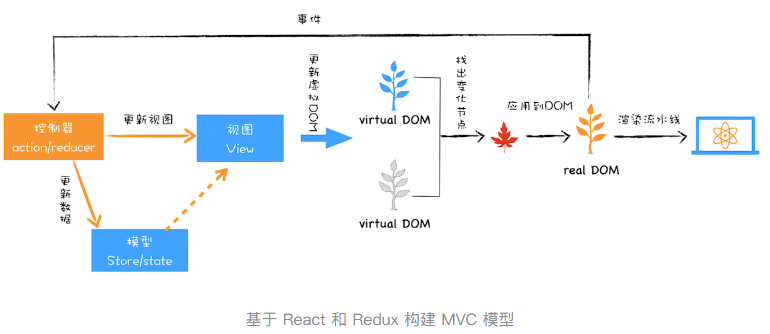 事件
控制器
action/reducer
更新视图
视图
View
更新虚拟DOM
virtual DOM
virtual DOM
找出变化节点
应用到DOM
real DOM
渲染流水线
更新数据
模型
Store/state
基于 React 和 Redux 构建 MVC 模型